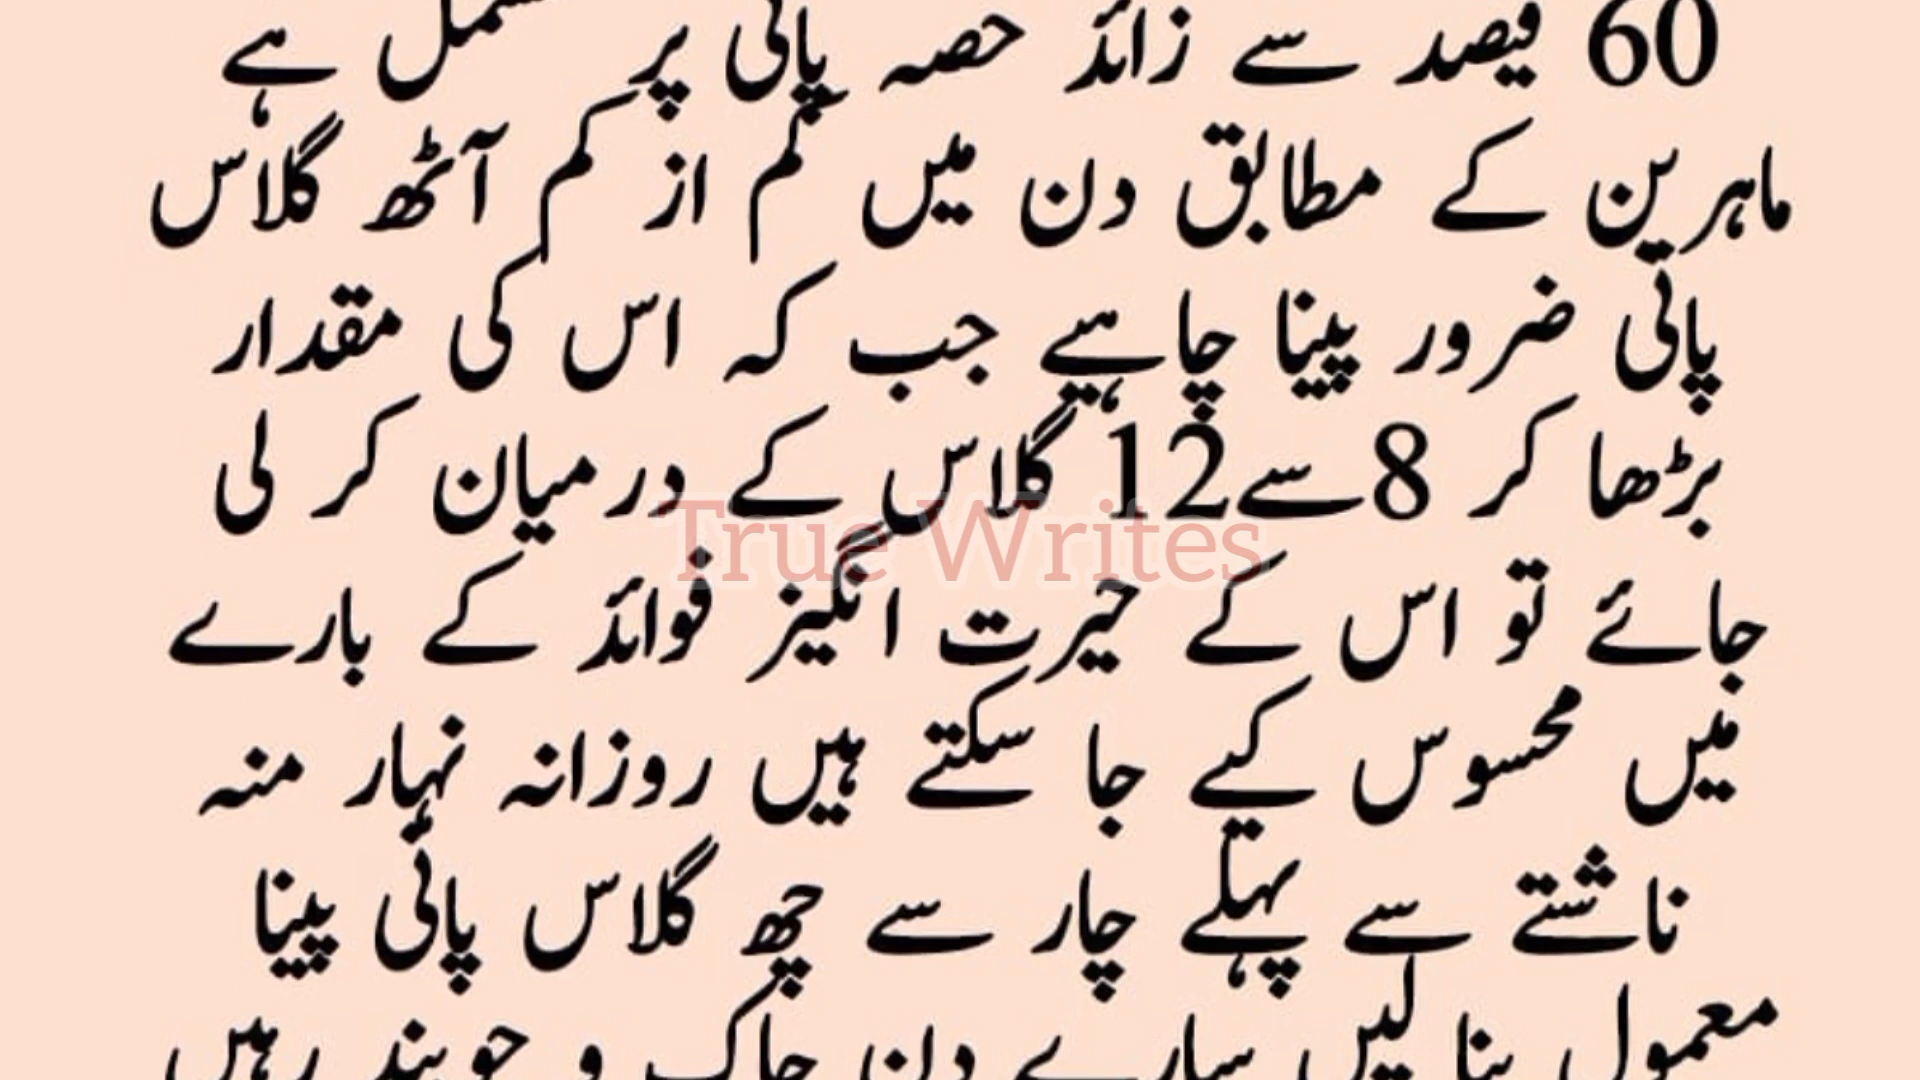 60 فیصد سے زائد حصہ پانی پر مشتمل ہے
ماہرین کے مطابق دن میں کم از کم آٹھ گلاس
پانی ضرور پینا چاہیے جب کہ اس کی مقدار
بڑھا کر 8سے12 گلاس کے درمیان کر لی
True Writes
جائے تو اس کے حیرت انگیز فوائد کے بارے
میں محسوس کیے جا سکتے ہیں روزانہ نہار منہ
ناشتے سے پہلے چار سے چھ گلاس پانی پینا
معمول بنا لیں سارے دن چاک و چوبند رہیں